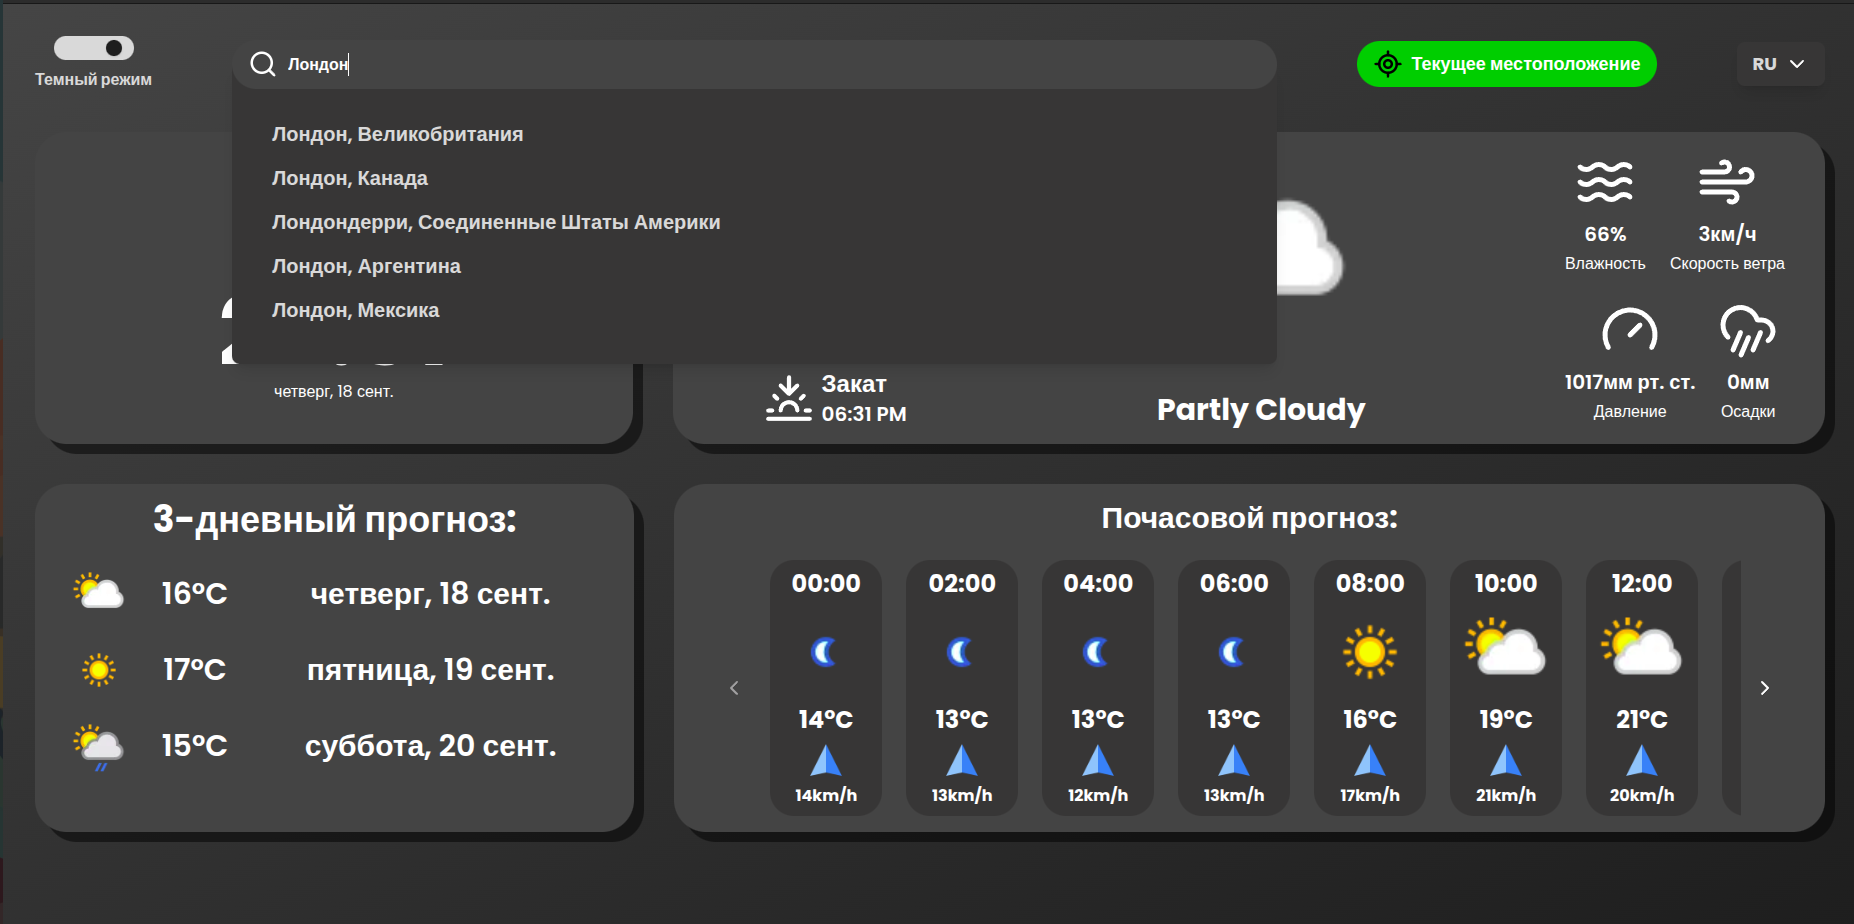 Темный режим
Лондон
Текущее местоположение
RU
Лондон, Великобритания
Лондон, Канада
Лондондерри, Соединенные Штаты Америки
Лондон, Аргентина
Лондон, Мексика
четверг, 18 сент.
Закат
06:31 PM
Partly Cloudy
66%
Влажность
3км/ч
Скорость ветра
1017мм рт. ст.
Давление
0мм
Осадки
3-дневный прогноз:
16°C четверг, 18 сент.
17°C пятница, 19 сент.
15°C суббота, 20 сент.
Почасовой прогноз:
00:00 02:00 04:00 06:00 08:00 10:00 12:00
14°C 13°C 13°C 13°C 16°C 19°C 21°C
14km/h 13km/h 12km/h 13km/h 17km/h 21km/h 20km/h